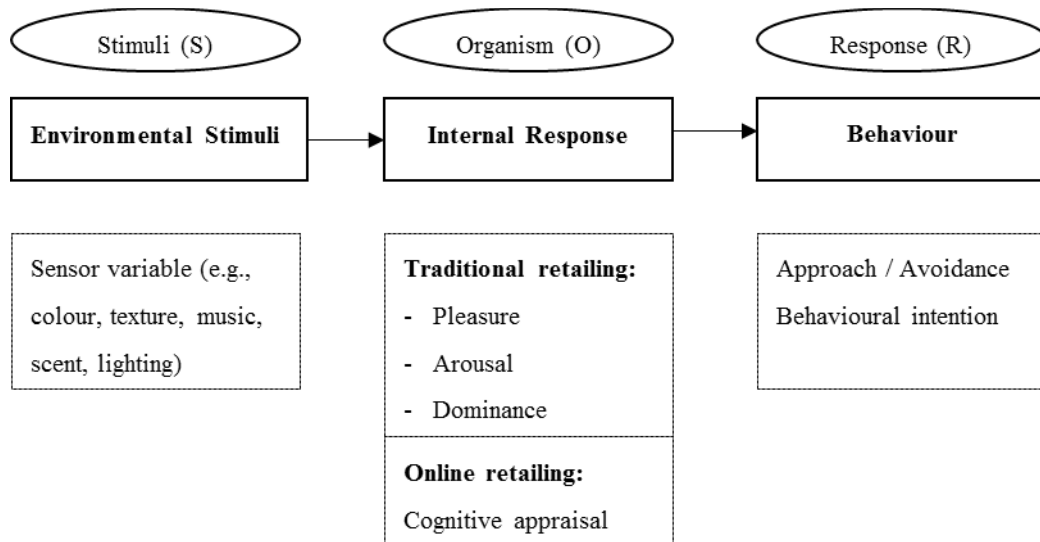 Stimuli (S)
Organism (O)
Response (R)
Environmental Stimuli
Internal Response
Behaviour
Sensor variable (e.g.,
colour, texture, music,
scent, lighting)
Traditional retailing:
- Pleasure
- Arousal
- Dominance
Online retailing:
Cognitive appraisal
Approach / Avoidance
Behavioural intention